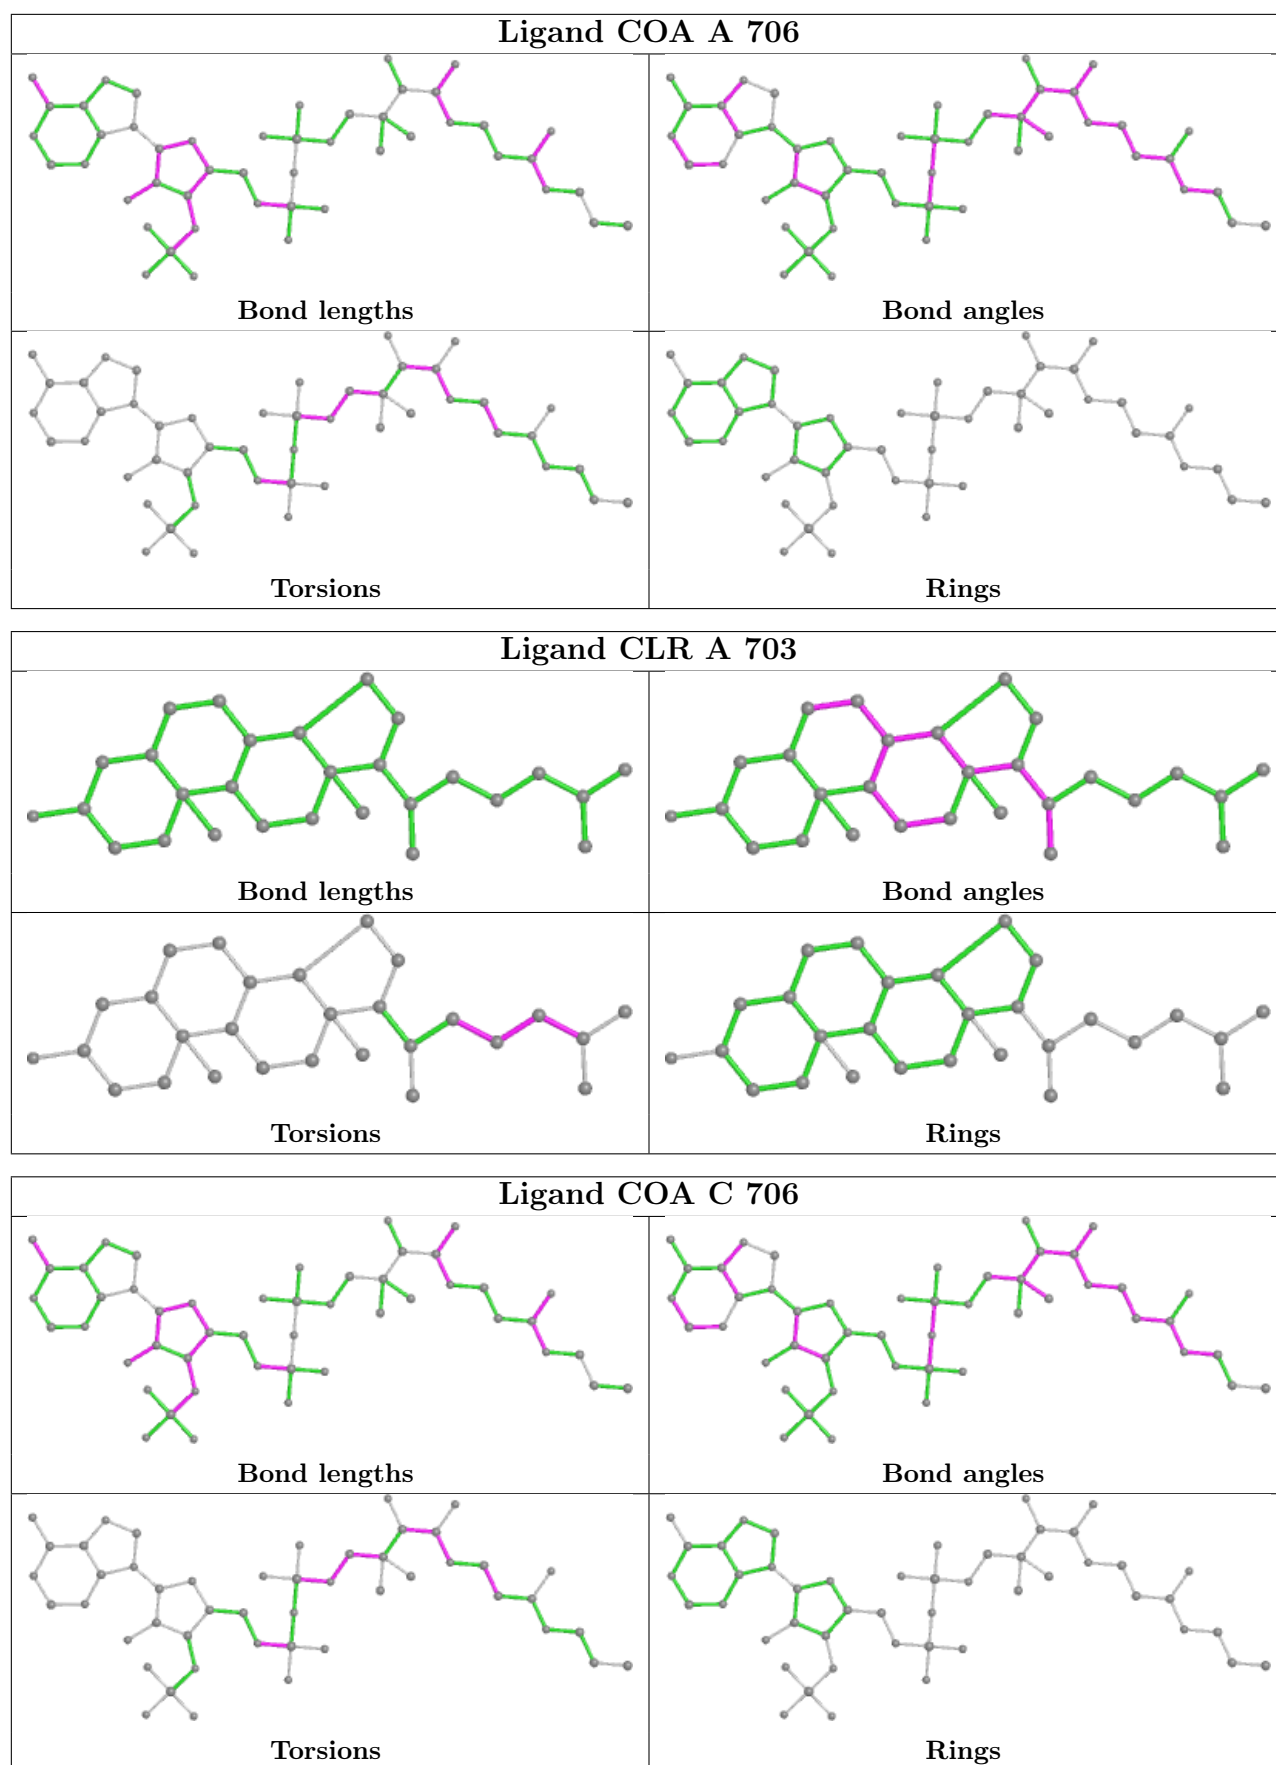 Ligand COA A 706
Bond lengths
Bond angles
Torsions
Rings
Ligand CLR A 703
Bond lengths
Bond angles
Torsions
Rings
Ligand COA C 706
Bond lengths
Bond angles
Torsions
Rings